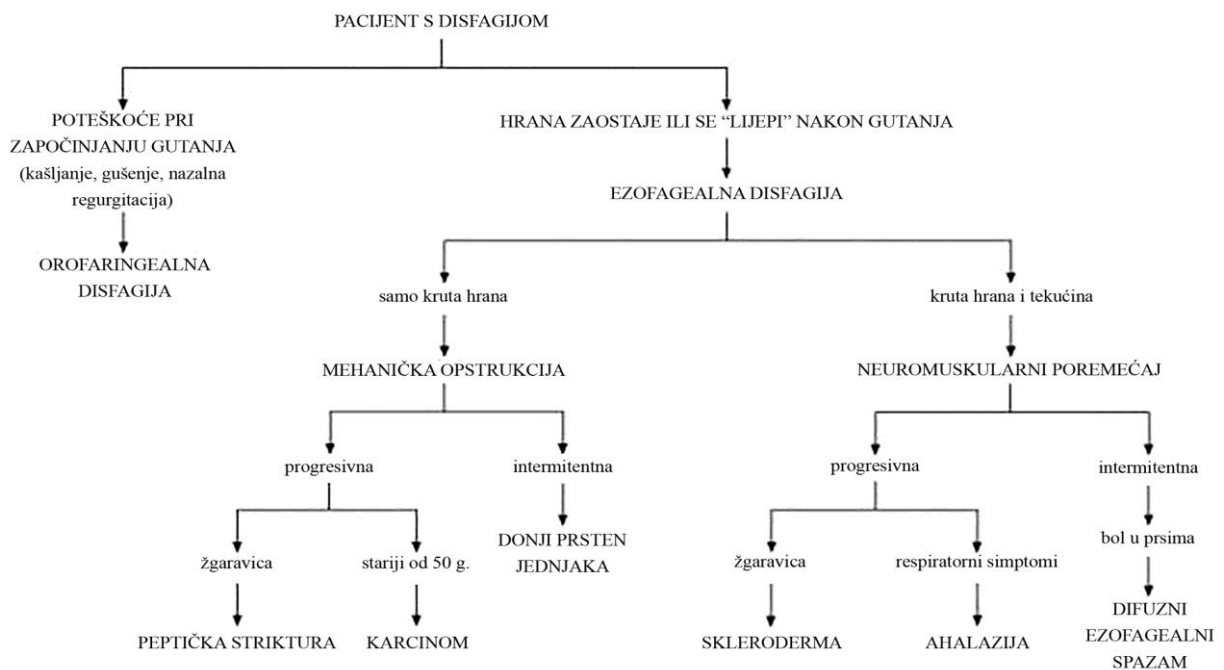 PACIJENT S DISFAGIJOM
POTEŠKOĆE PRI
ZAPOČINJANJU GUTANJA
(kašljanje, gušenje, nazalna
regurgitacija)
HRANA ZAOSTAJE ILI SE “LIJEPI” NAKON GUTANJA
EZOFAGEALNA DISFAGIJA
OROFARINGEALNA
DISFAGIJA
samo kruta hrana
kruta hrana i tekućina
MEHANIČKA OPSTRUKCIJA
NEUROMUSKULARNI POREMEĆAJ
progresivna
intermitentna
progresivna
intermitentna
DONJI PRSTEN
JEDNJAKA
bol u prsima
žgaravica
stariji od 50 g.
žgaravica
respiratorni simptomi
PEPTIČKA STRIKTURA
KARCINOM
SKLERODERMA
AHALAZIJA
DIFUZNI
EZOFAGEALNI
SPAZAM